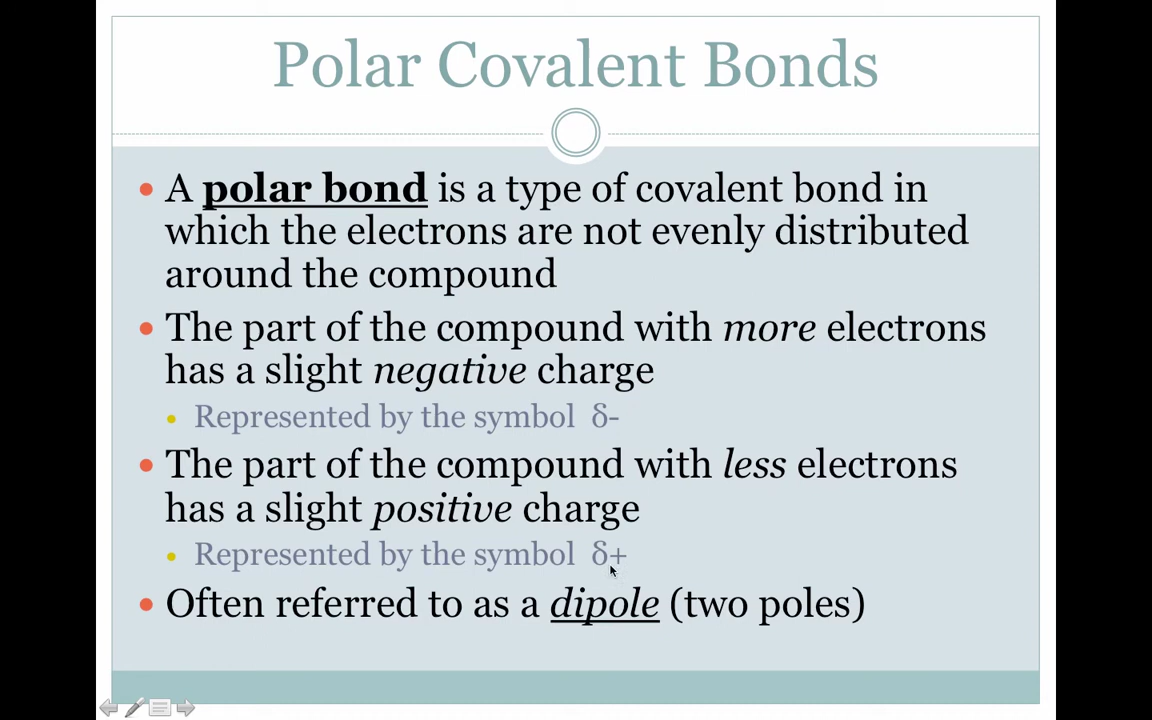 Polar Covalent Bonds
• A polar bond is a type of covalent bond in
which the electrons are not evenly distributed
around the compound
• The part of the compound with more electrons
has a slight negative charge
• Represented by the symbol δ-
• The part of the compound with less electrons
has a slight positive charge
• Represented by the symbol δ+
• Often referred to as a dipole (two poles)